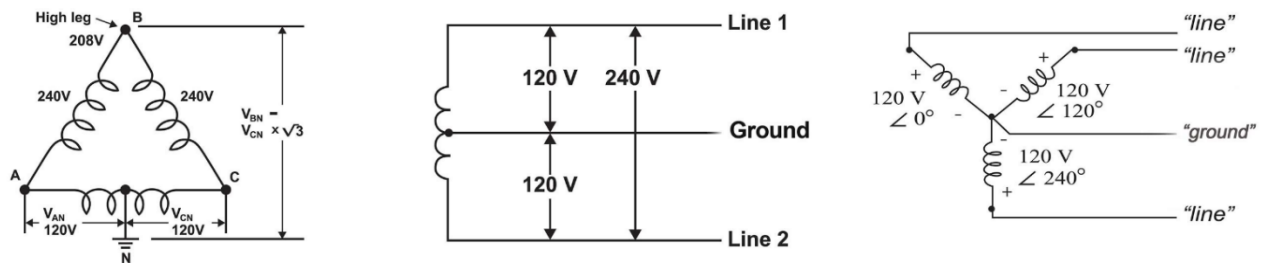 High leg
B
208V
240V
240V
V_BN =
V_CN × √3
A
C
V_AN
120V
V_CN
120V
N
Line 1
120 V
240 V
Ground
120 V
Line 2
"line"
"line"
+
+
120 V
∠ 0°
-
-
120 V
∠ 120°
"ground"
-
120 V
∠ 240°
+
"line"